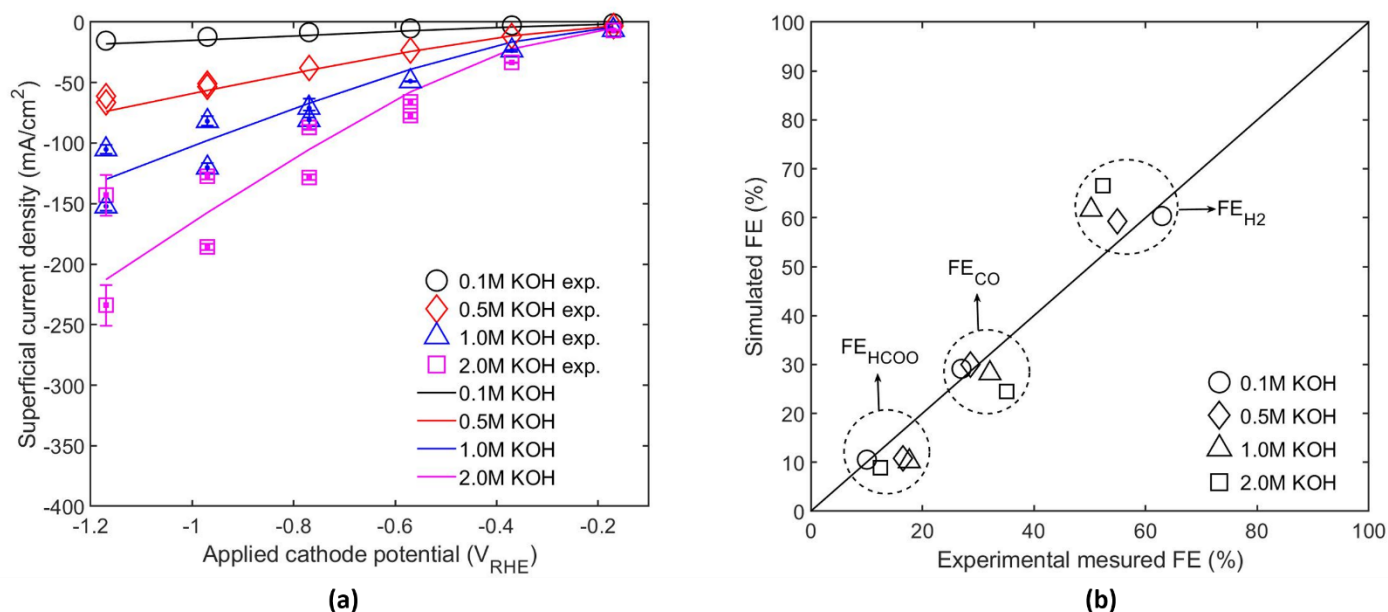 0
-50
-100
-150
-200
-250
-300
-350
-400
-1.2
-1
-0.8
-0.6
-0.4
-0.2
Superficial current density (mA/cm²)
Applied cathode potential (V_RHE)
0.1M KOH exp.
0.5M KOH exp.
1.0M KOH exp.
2.0M KOH exp.
0.1M KOH
0.5M KOH
1.0M KOH
2.0M KOH
(a)
100
90
80
70
60
50
40
30
20
10
0
0
20
40
60
80
100
Simulated FE (%)
Experimental mesured FE (%)
FE_H2
FE_CO
FE_HCOO
0.1M KOH
0.5M KOH
1.0M KOH
2.0M KOH
(b)